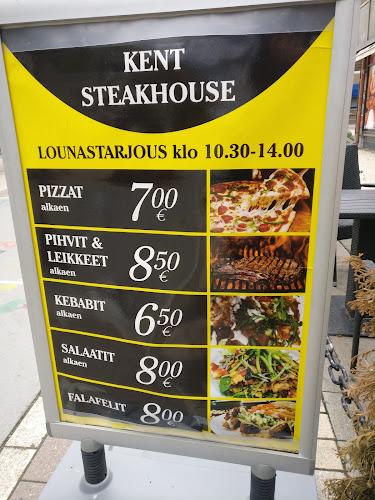 KENT
STEAKHOUSE
LOUNASTARJOUS klo 10.30-14.00
PIZZAT
alkaen
7,00 €
PIHVIT &
LEIKKEET
alkaen
8,50 €
KEBABIT
alkaen
6,50 €
SALAATIT
alkaen
8,00 €
FALAFELIT
8,00